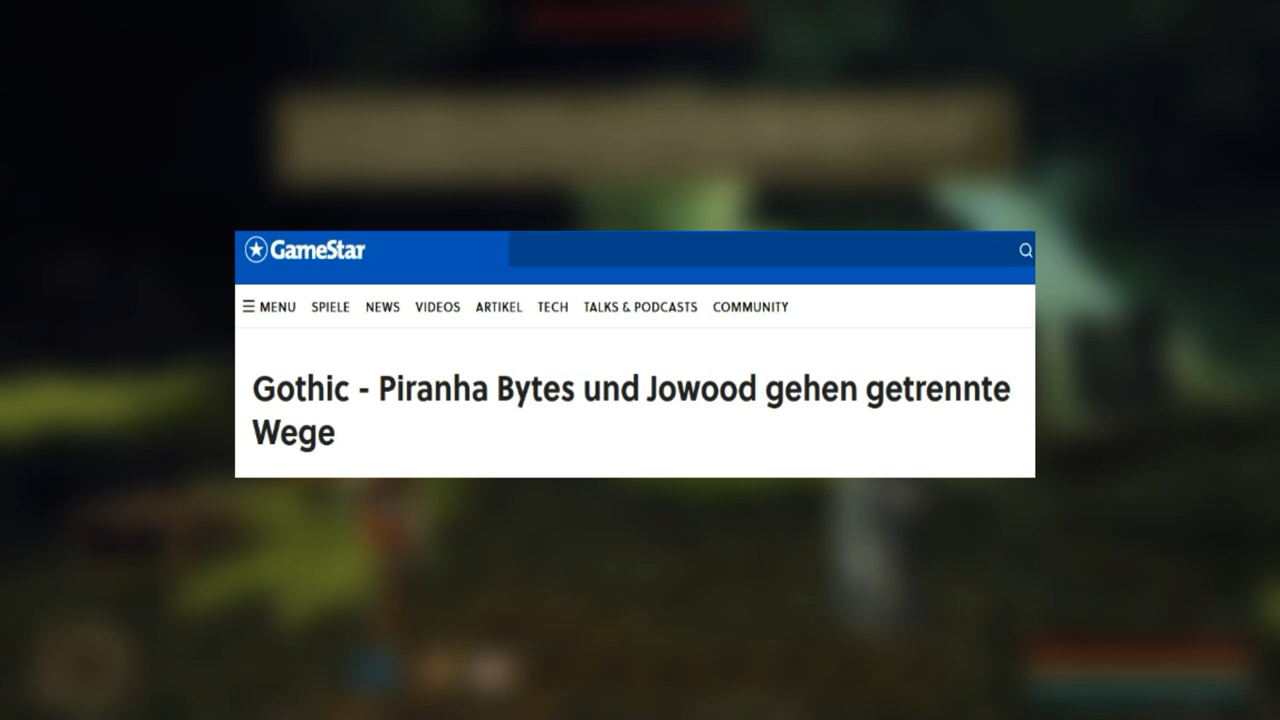 GameStar
MENU SPIELE NEWS VIDEOS ARTIKEL TECH TALKS & PODCASTS COMMUNITY
Gothic - Piranha Bytes und Jowood gehen getrennte
Wege